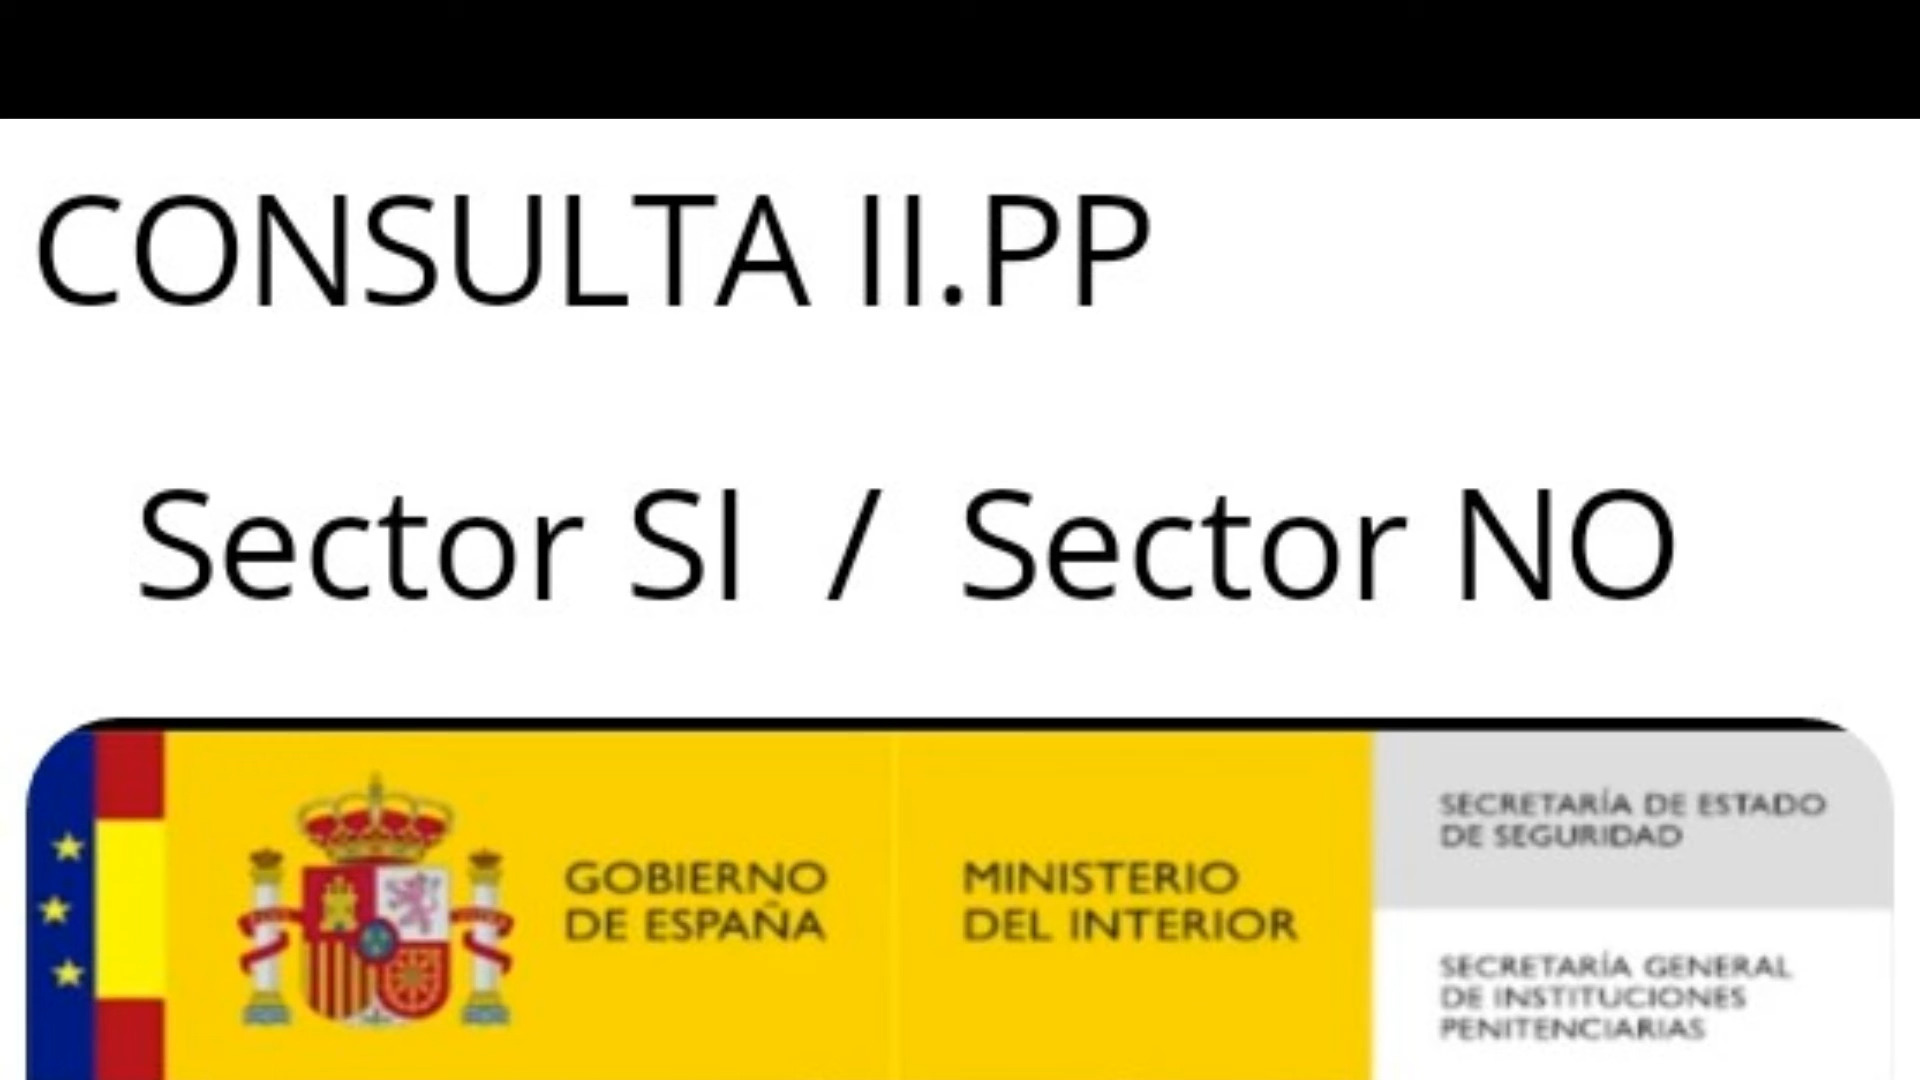 CONSULTA II.PP
Sector SI / Sector NO
GOBIERNO
DE ESPAÑA
MINISTERIO
DEL INTERIOR
SECRETARÍA DE ESTADO
DE SEGURIDAD
SECRETARÍA GENERAL
DE INSTITUCIONES
PENITENCIARIAS